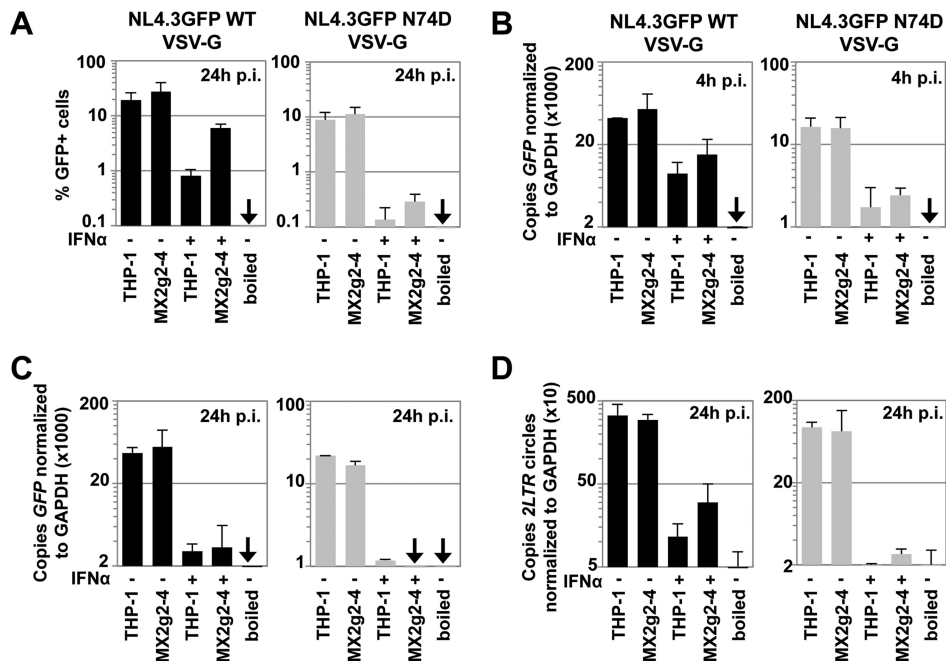 A
NL4.3GFP WT
VSV-G
NL4.3GFP N74D
VSV-G
% GFP+ cells
100
10
1
0.1
24h p.i.
100
10
1
0.1
24h p.i.
IFNα - - + + - - - + + -
THP-1
MX2g2-4
THP-1
MX2g2-4
boiled
THP-1
MX2g2-4
THP-1
MX2g2-4
boiled
B
NL4.3GFP WT
VSV-G
NL4.3GFP N74D
VSV-G
Copies GFP normalized
to GAPDH (x1000)
200
20
2
4h p.i.
100
10
1
4h p.i.
IFNα - - + + - - - + + -
THP-1
MX2g2-4
THP-1
MX2g2-4
boiled
THP-1
MX2g2-4
THP-1
MX2g2-4
boiled
C
Copies GFP normalized
to GAPDH (x1000)
200
20
2
24h p.i.
100
10
1
24h p.i.
IFNα - - + + - - - + + -
THP-1
MX2g2-4
THP-1
MX2g2-4
boiled
THP-1
MX2g2-4
THP-1
MX2g2-4
boiled
D
Copies 2LTR circles
normalized to GAPDH (x10)
500
50
5
24h p.i.
200
20
2
24h p.i.
IFNα - - + + - - - + + -
THP-1
MX2g2-4
THP-1
MX2g2-4
boiled
THP-1
MX2g2-4
THP-1
MX2g2-4
boiled